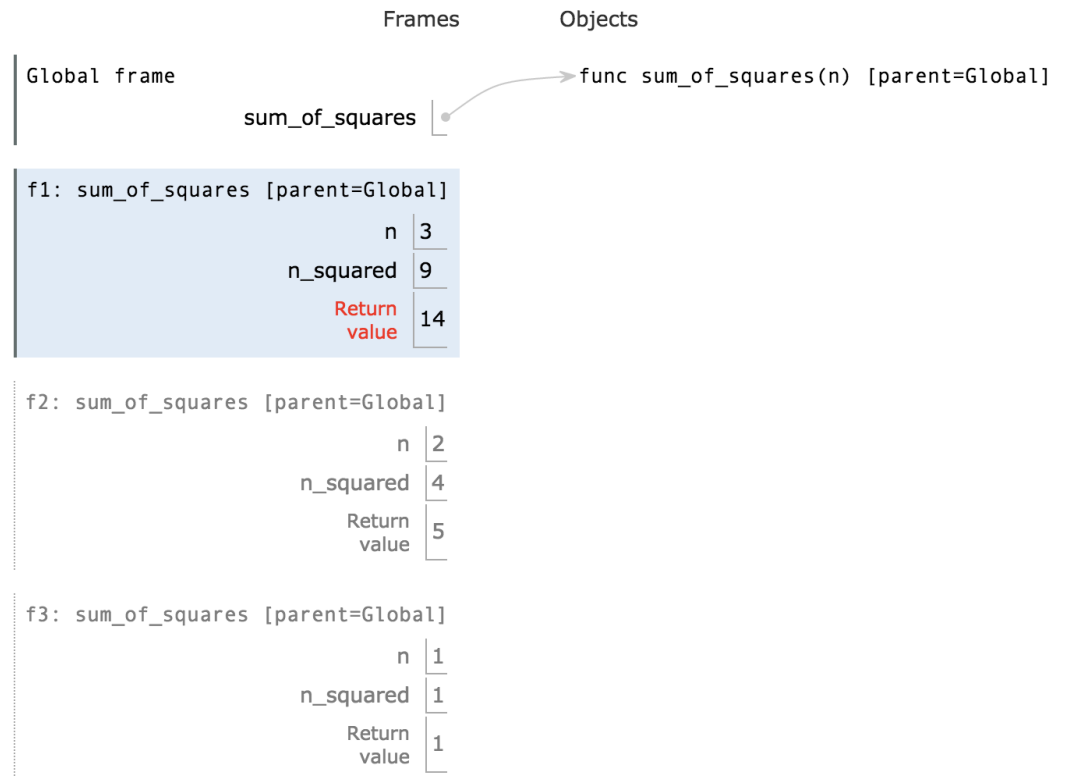 Frames Objects
Global frame func sum_of_squares(n) [parent=Global]
sum_of_squares
f1: sum_of_squares [parent=Global]
n 3
n_squared 9
Return
value 14
f2: sum_of_squares [parent=Global]
n 2
n_squared 4
Return
value 5
f3: sum_of_squares [parent=Global]
n 1
n_squared 1
Return
value 1